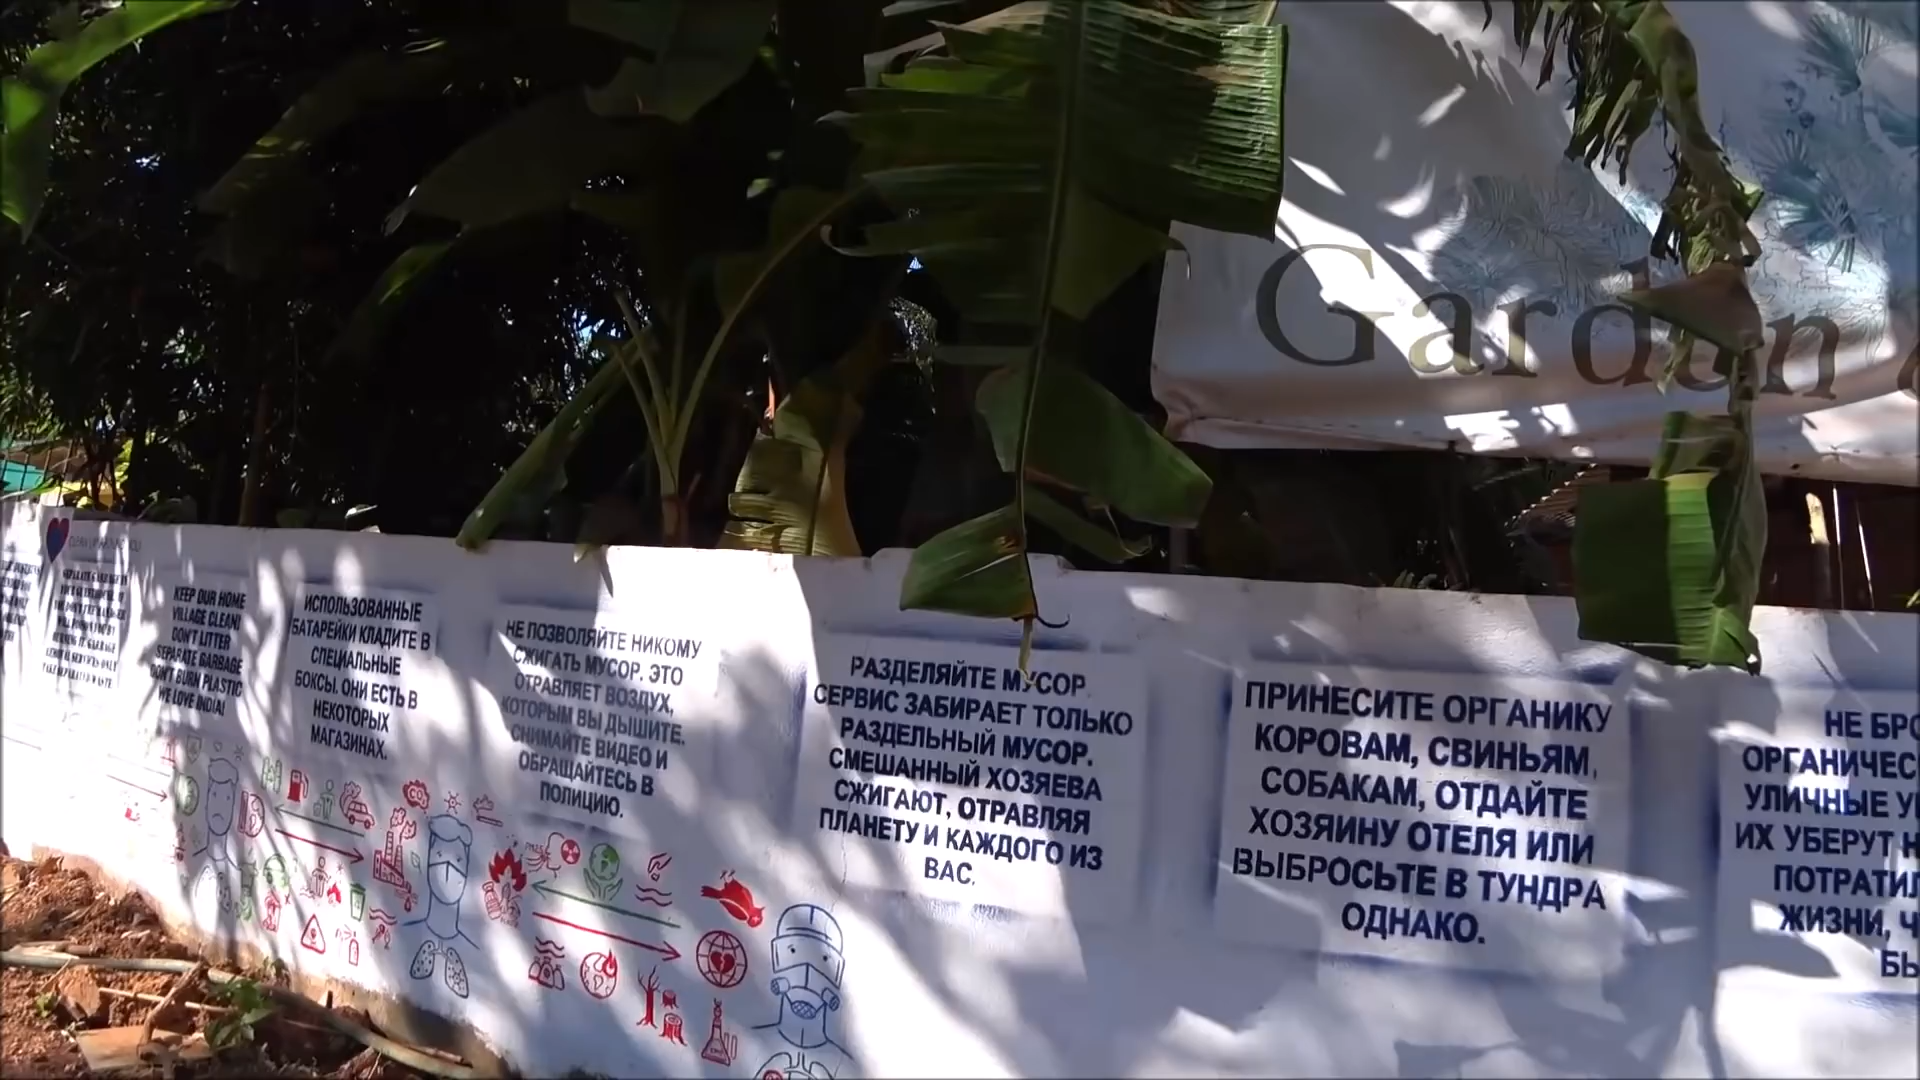 Garden
KEEP OUR HOME
VILLAGE CLEAN!
DON'T LITTER
SEPARATE GARBAGE
DON'T BURN PLASTIC
WE LOVE INDIA!
ИСПОЛЬЗОВАННЫЕ
БАТАРЕЙКИ КЛАДИТЕ В
СПЕЦИАЛЬНЫЕ
БОКСЫ. ОНИ ЕСТЬ В
НЕКОТОРЫХ
МАГАЗИНАХ.
НЕ ПОЗВОЛЯЙТЕ НИКОМУ
СЖИГАТЬ МУСОР. ЭТО
ОТРАВЛЯЕТ ВОЗДУХ,
КОТОРЫМ ВЫ ДЫШИТЕ.
СНИМАЙТЕ ВИДЕО И
ОБРАЩАЙТЕСЬ В
ПОЛИЦИЮ.
РАЗДЕЛЯЙТЕ МУСОР.
СЕРВИС ЗАБИРАЕТ ТОЛЬКО
РАЗДЕЛЬНЫЙ МУСОР.
СМЕШАННЫЙ ХОЗЯЕВА
СЖИГАЮТ, ОТРАВЛЯЯ
ПЛАНЕТУ И КАЖДОГО ИЗ
ВАС.
ПРИНЕСИТЕ ОРГАНИКУ
КОРОВАМ, СВИНЬЯМ,
СОБАКАМ, ОТДАЙТЕ
ХОЗЯИНУ ОТЕЛЯ ИЛИ
ВЫБРОСЬТЕ В ТУНДРА
ОДНАКО.
НЕ БРО
ОРГАНИЧЕС
УЛИЧНЫЕ У
ИХ УБЕРУТ Н
ПОТРАТИ
ЖИЗНИ, Ч
БЫ